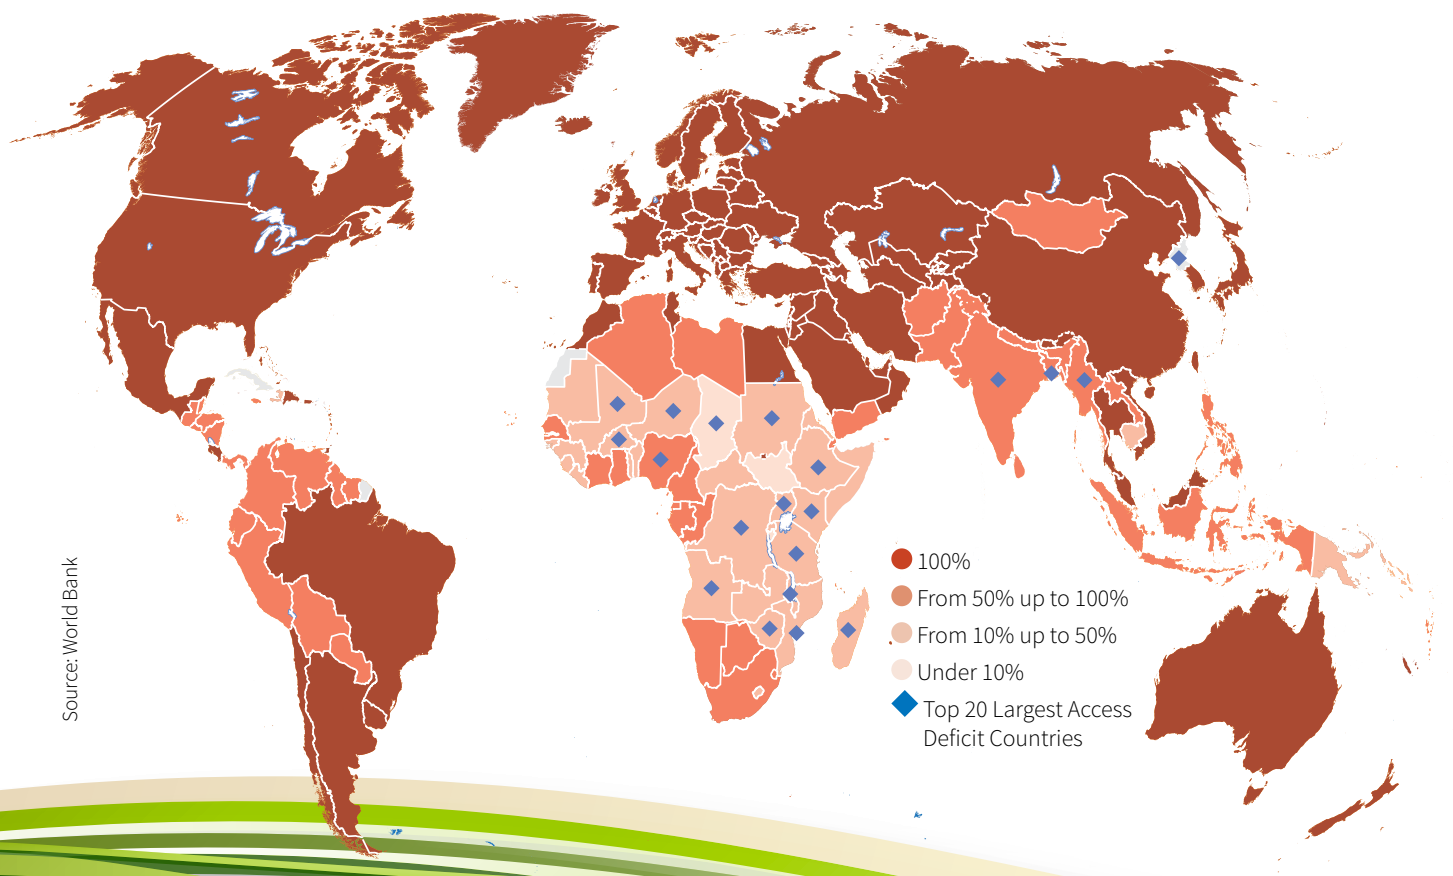 Source: World Bank
100%
From 50% up to 100%
From 10% up to 50%
Under 10%
Top 20 Largest Access
Deficit Countries